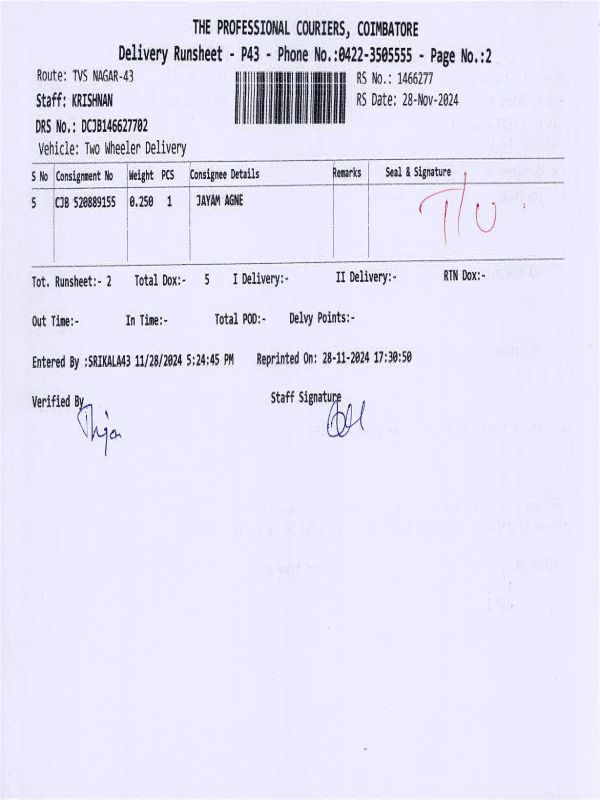 THE PROFESSIONAL COURIERS, COIMBATORE
Delivery Runsheet - P43 - Phone No.:0422-3505555 - Page No.:2
Route: TVS NAGAR-43 RS No.: 1466277
Staff: KRISHNAN RS Date: 28-Nov-2024
DRS No.: DCJB146627702
Vehicle: Two Wheeler Delivery
S No Consignment No Weight PCS Consignee Details Remarks Seal & Signature
5 CJB 520889155 0.250 1 JAYAM AGNE T/U
Tot. Runsheet:- 2 Total Dox:- 5 I Delivery:- II Delivery:- RTN Dox:-
Out Time:- In Time:- Total POD:- Delvy Points:-
Entered By :SRIKALA43 11/28/2024 5:24:45 PM Reprinted On: 28-11-2024 17:30:50
Verified By Staff Signature